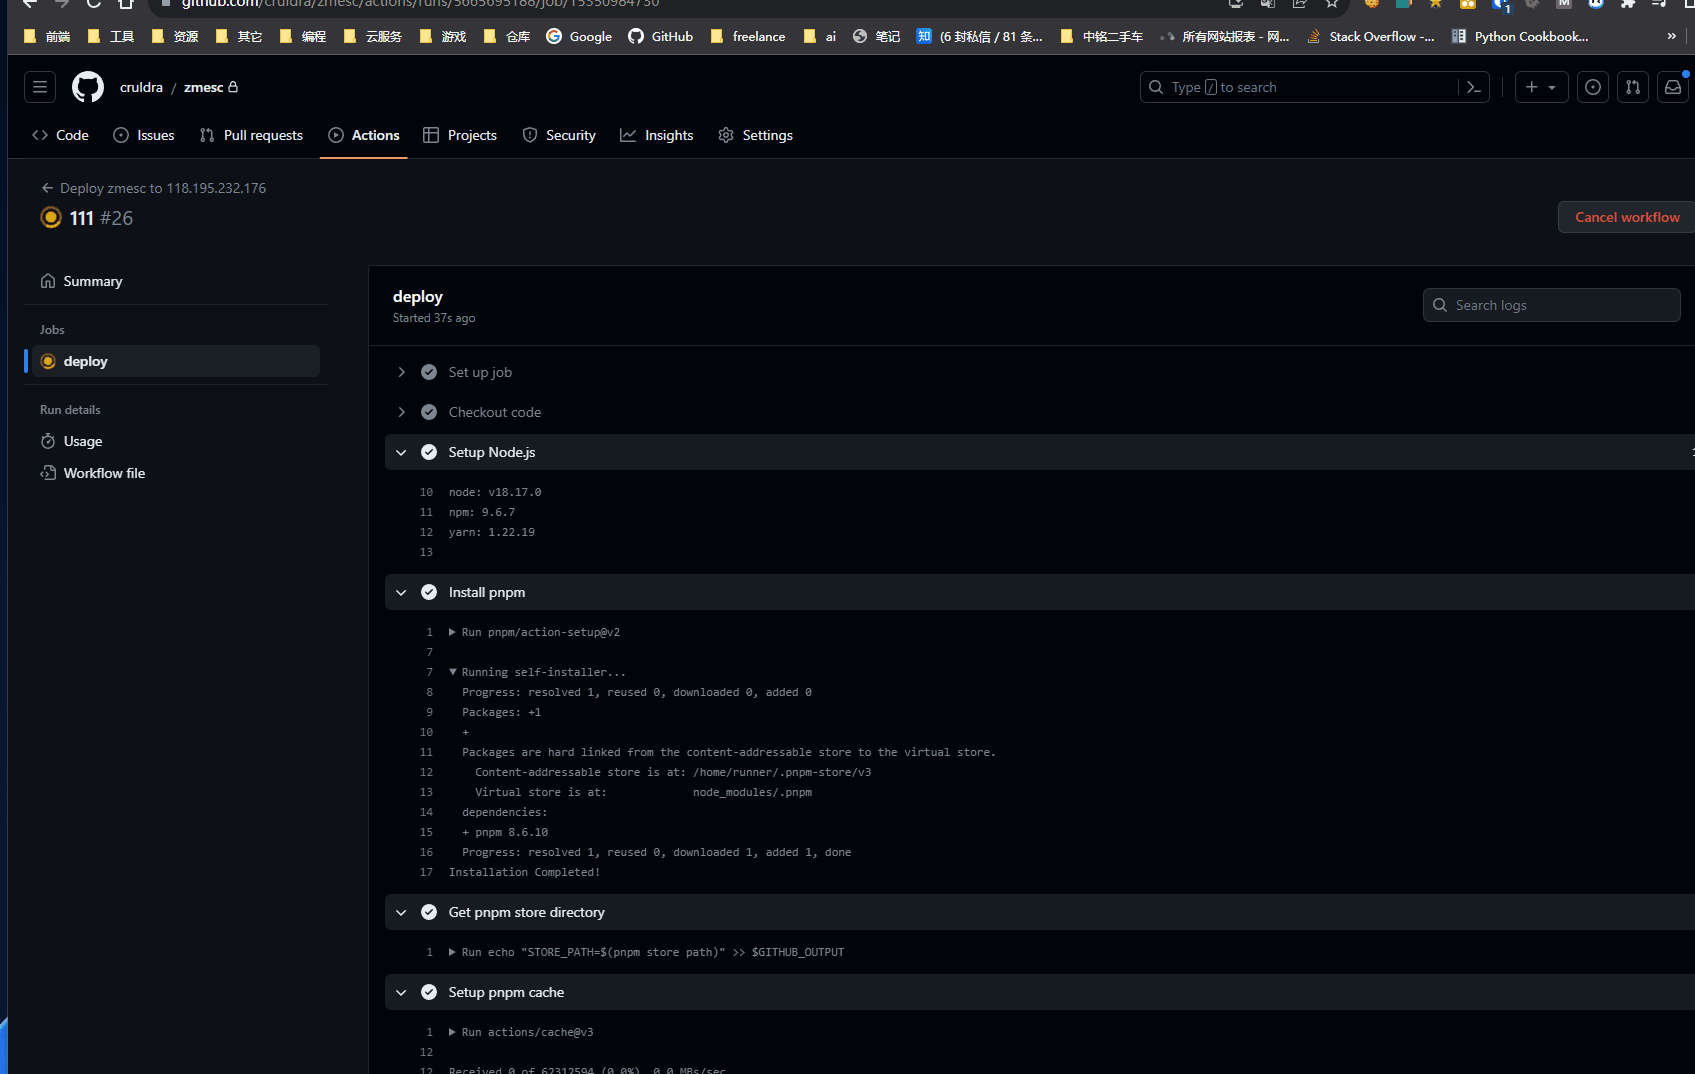 github.com/cruldra/zmesc/actions/runs/5665695188/job/15350984730
前端 工具 资源 其它 编程 云服务 游戏 仓库 Google GitHub freelance ai 笔记 (6 封私信 / 81 条... 中铭二手车 所有网站报表 - 网... Stack Overflow -... Python Cookbook... »
cruldra / zmesc
Type / to search
Code Issues Pull requests Actions Projects Security Insights Settings
Deploy zmesc to 118.195.232.176
111 #26
Cancel workflow
Summary
Jobs
deploy
Run details
Usage
Workflow file
deploy
Started 37s ago
Search logs
Set up job
Checkout code
Setup Node.js
10 node: v18.17.0
11 npm: 9.6.7
12 yarn: 1.22.19
13
Install pnpm
1 Run pnpm/action-setup@v2
7
7 Running self-installer...
8 Progress: resolved 1, reused 0, downloaded 0, added 0
9 Packages: +1
10 +
11 Packages are hard linked from the content-addressable store to the virtual store.
12 Content-addressable store is at: /home/runner/.pnpm-store/v3
13 Virtual store is at: node_modules/.pnpm
14 dependencies:
15 + pnpm 8.6.10
16 Progress: resolved 1, reused 0, downloaded 1, added 1, done
17 Installation Completed!
Get pnpm store directory
1 Run echo "STORE_PATH=$(pnpm store path)" >> $GITHUB_OUTPUT
Setup pnpm cache
1 Run actions/cache@v3
12
12 Received 0 of 62312594 (0.0%), 0.0 MBs/sec